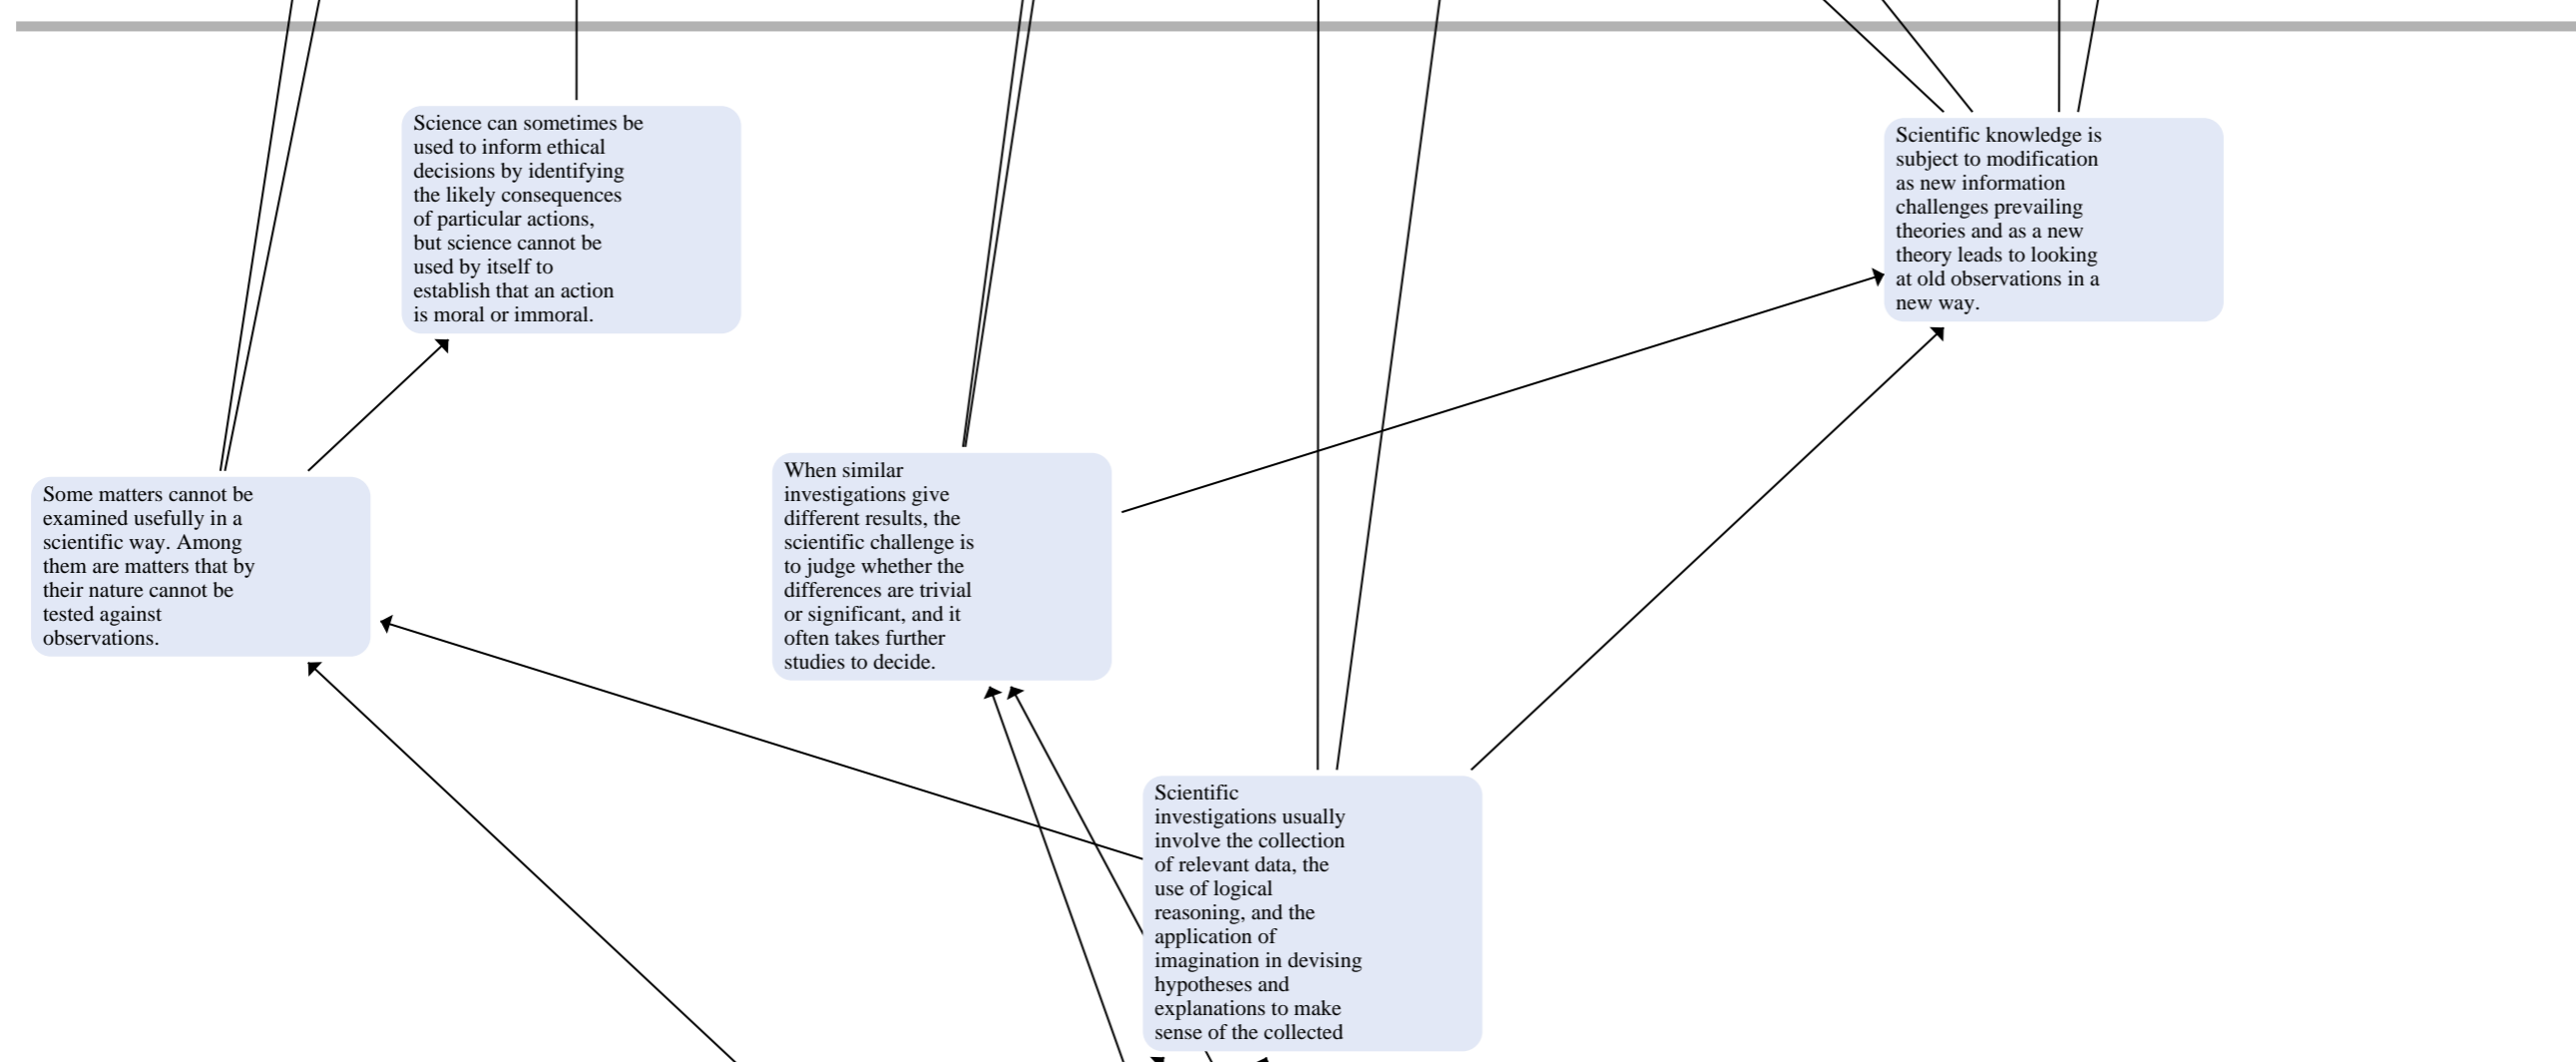 Science can sometimes be
used to inform ethical
decisions by identifying
the likely consequences
of particular actions,
but science cannot be
used by itself to
establish that an action
is moral or immoral.
Scientific knowledge is
subject to modification
as new information
challenges prevailing
theories and as a new
theory leads to looking
at old observations in a
new way.
Some matters cannot be
examined usefully in a
scientific way. Among
them are matters that by
their nature cannot be
tested against
observations.
When similar
investigations give
different results, the
scientific challenge is
to judge whether the
differences are trivial
or significant, and it
often takes further
studies to decide.
Scientific
investigations usually
involve the collection
of relevant data, the
use of logical
reasoning, and the
application of
imagination in devising
hypotheses and
explanations to make
sense of the collected